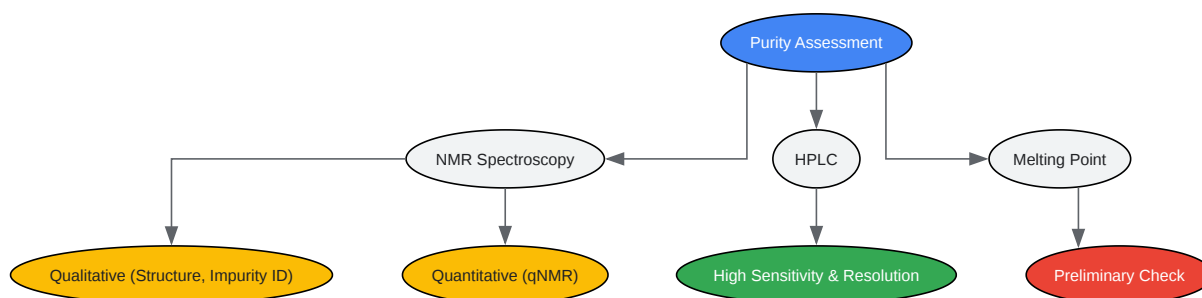 Purity Assessment
NMR Spectroscopy
HPLC
Melting Point
Qualitative (Structure, Impurity ID)
Quantitative (qNMR)
High Sensitivity & Resolution
Preliminary Check